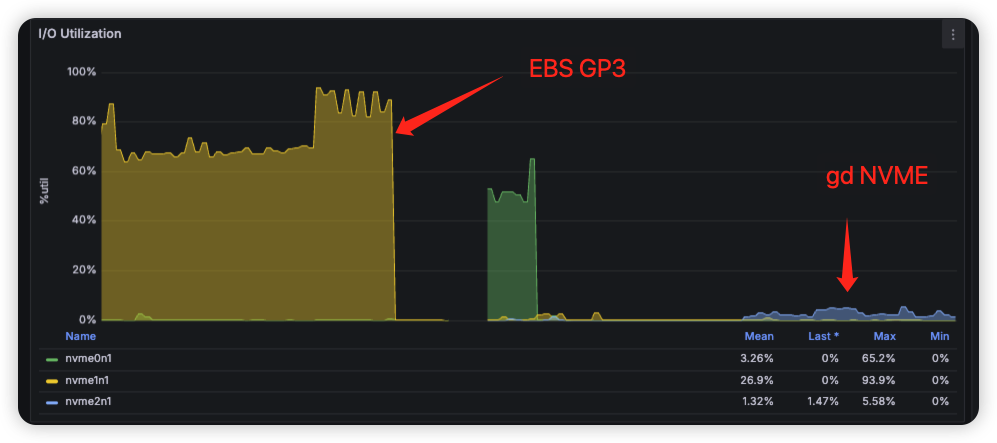 I/O Utilization
100%
EBS GP3
80%
60%
gd NVME
%util
40%
20%
0%
Name Mean Last * Max Min
nvme0n1 3.26% 0% 65.2% 0%
nvme1n1 26.9% 0% 93.9% 0%
nvme2n1 1.32% 1.47% 5.58% 0%